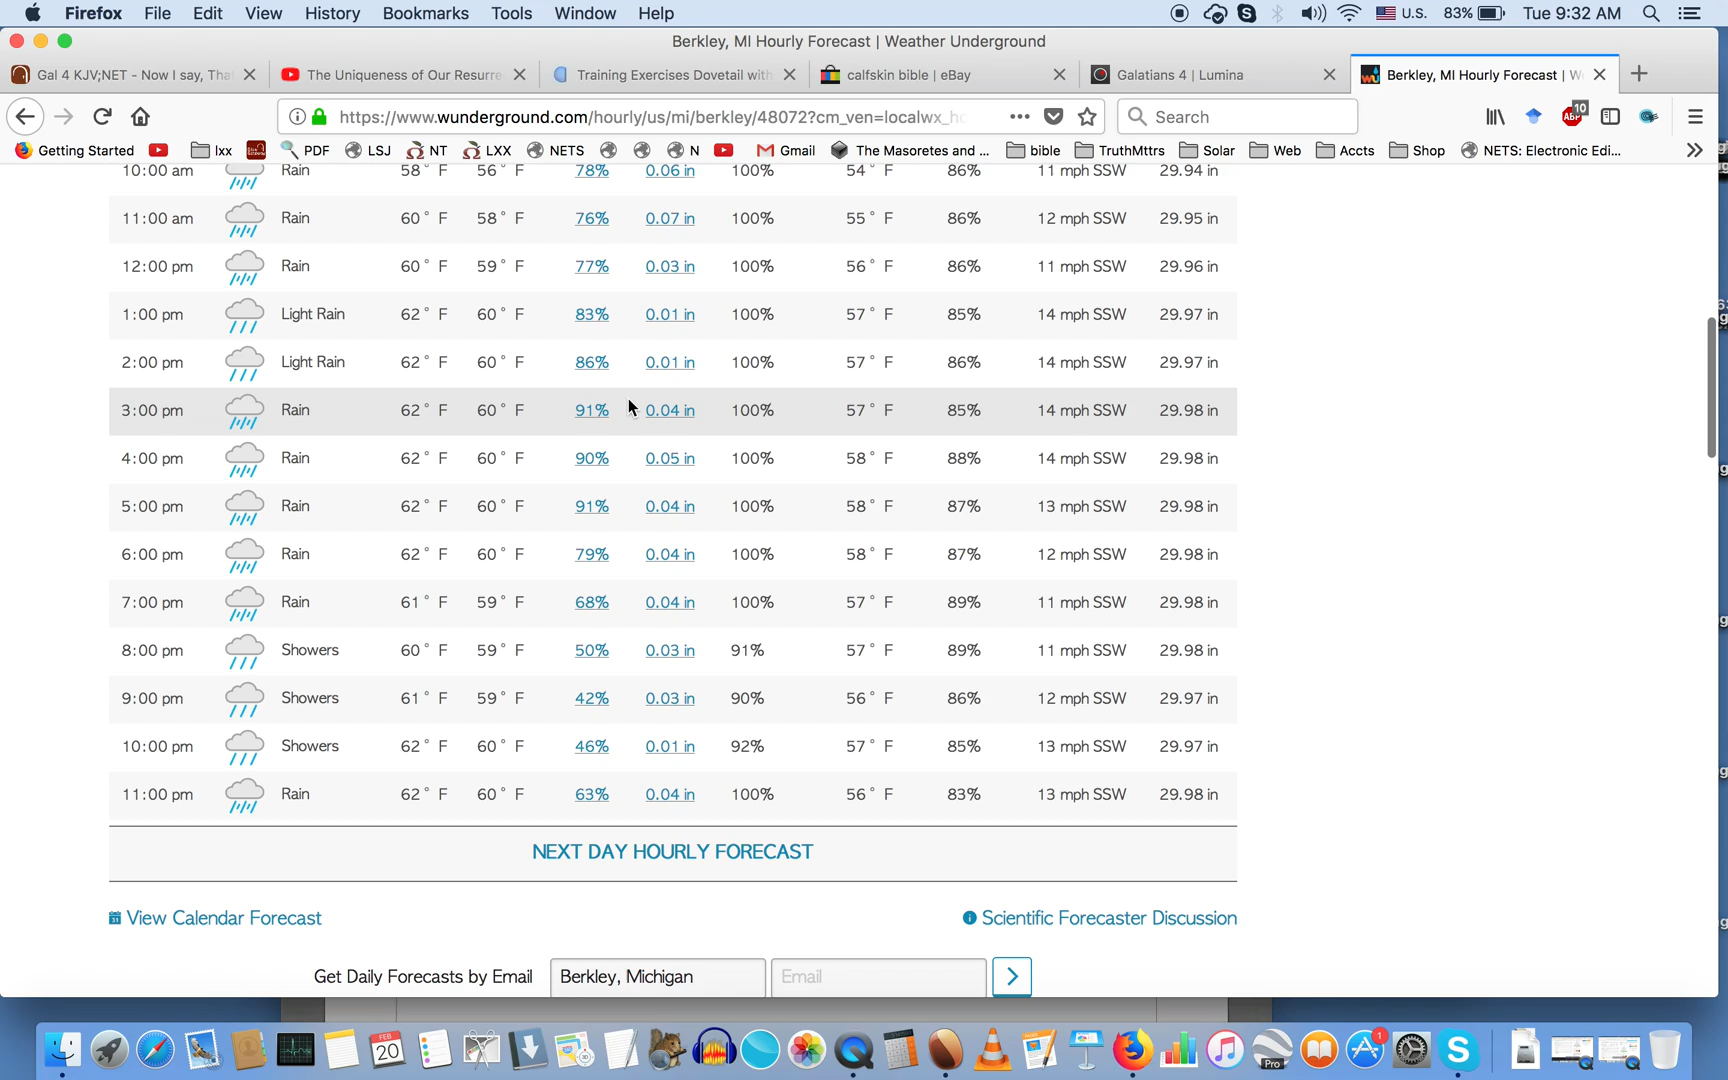 Firefox File Edit View History Bookmarks Tools Window Help U.S. 83% Tue 9:32 AM
Berkley, MI Hourly Forecast | Weather Underground
Gal 4 KJV;NET - Now I say, Tha The Uniqueness of Our Resurre Training Exercises Dovetail with calfskin bible | eBay Galatians 4 | Lumina Berkley, MI Hourly Forecast | W
https://www.wunderground.com/hourly/us/mi/berkley/48072?cm_ven=localwx_h Search ABP 10
Getting Started lxx PDF LSJ NT LXX NETS N Gmail The Masoretes and ... bible TruthMttrs Solar Web Accts Shop NETS: Electronic Edi...
10:00 am Rain 58° F 56° F 78% 0.06 in 100% 54° F 86% 11 mph SSW 29.94 in
11:00 am Rain 60° F 58° F 76% 0.07 in 100% 55° F 86% 12 mph SSW 29.95 in
12:00 pm Rain 60° F 59° F 77% 0.03 in 100% 56° F 86% 11 mph SSW 29.96 in
1:00 pm Light Rain 62° F 60° F 83% 0.01 in 100% 57° F 85% 14 mph SSW 29.97 in
2:00 pm Light Rain 62° F 60° F 86% 0.01 in 100% 57° F 86% 14 mph SSW 29.97 in
3:00 pm Rain 62° F 60° F 91% 0.04 in 100% 57° F 85% 14 mph SSW 29.98 in
4:00 pm Rain 62° F 60° F 90% 0.05 in 100% 58° F 88% 14 mph SSW 29.98 in
5:00 pm Rain 62° F 60° F 91% 0.04 in 100% 58° F 87% 13 mph SSW 29.98 in
6:00 pm Rain 62° F 60° F 79% 0.04 in 100% 58° F 87% 12 mph SSW 29.98 in
7:00 pm Rain 61° F 59° F 68% 0.04 in 100% 57° F 89% 11 mph SSW 29.98 in
8:00 pm Showers 60° F 59° F 50% 0.03 in 91% 57° F 89% 11 mph SSW 29.98 in
9:00 pm Showers 61° F 59° F 42% 0.03 in 90% 56° F 86% 12 mph SSW 29.97 in
10:00 pm Showers 62° F 60° F 46% 0.01 in 92% 57° F 85% 13 mph SSW 29.97 in
11:00 pm Rain 62° F 60° F 63% 0.04 in 100% 56° F 83% 13 mph SSW 29.98 in
NEXT DAY HOURLY FORECAST
View Calendar Forecast Scientific Forecaster Discussion
Get Daily Forecasts by Email Berkley, Michigan Email
FEB 20 Pro 1